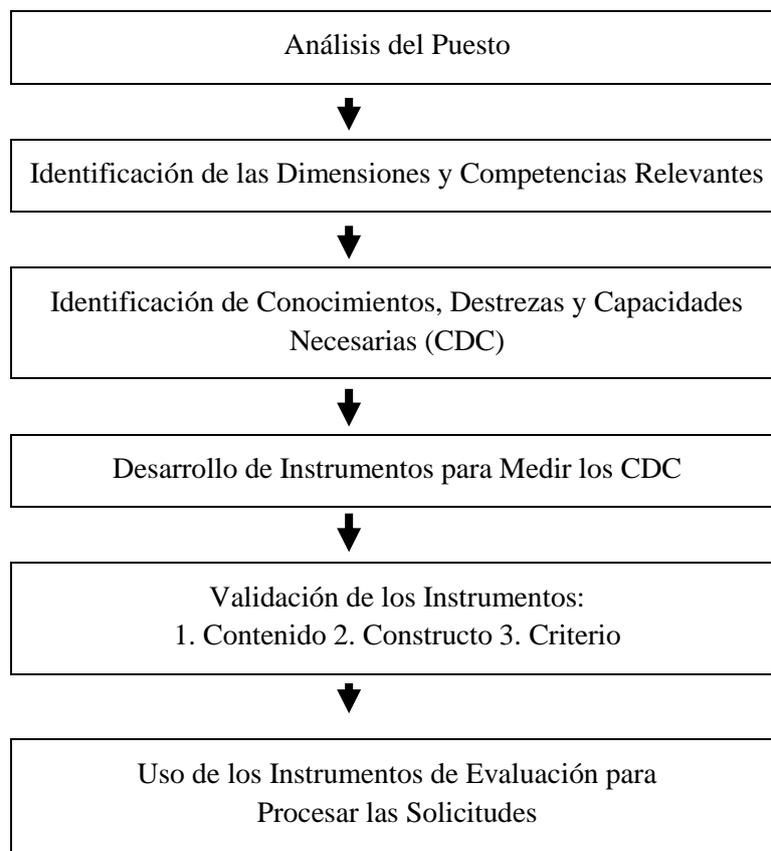 Análisis del Puesto
Identificación de las Dimensiones y Competencias Relevantes
Identificación de Conocimientos, Destrezas y Capacidades
Necesarias (CDC)
Desarrollo de Instrumentos para Medir los CDC
Validación de los Instrumentos:
1. Contenido 2. Constructo 3. Criterio
Uso de los Instrumentos de Evaluación para
Procesar las Solicitudes